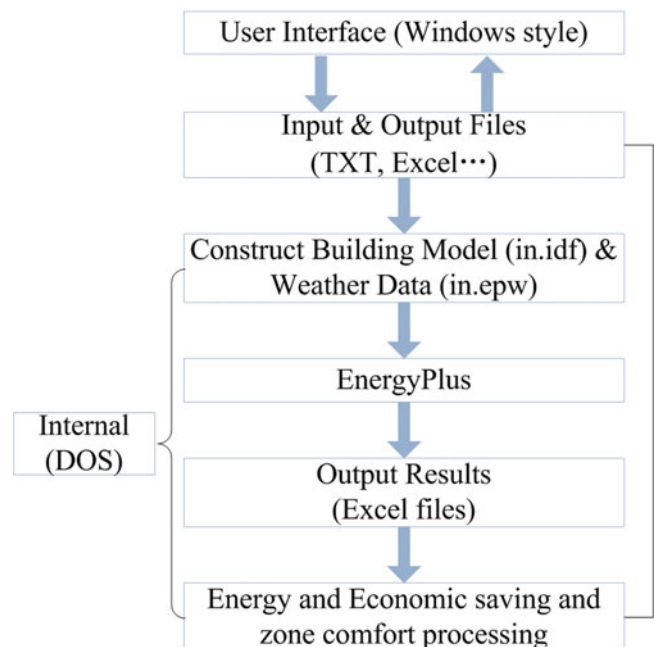 User Interface (Windows style)
Input & Output Files
(TXT, Excel⋯)
Construct Building Model (in.idf) &
Weather Data (in.epw)
EnergyPlus
Internal
(DOS)
Output Results
(Excel files)
Energy and Economic saving and
zone comfort processing